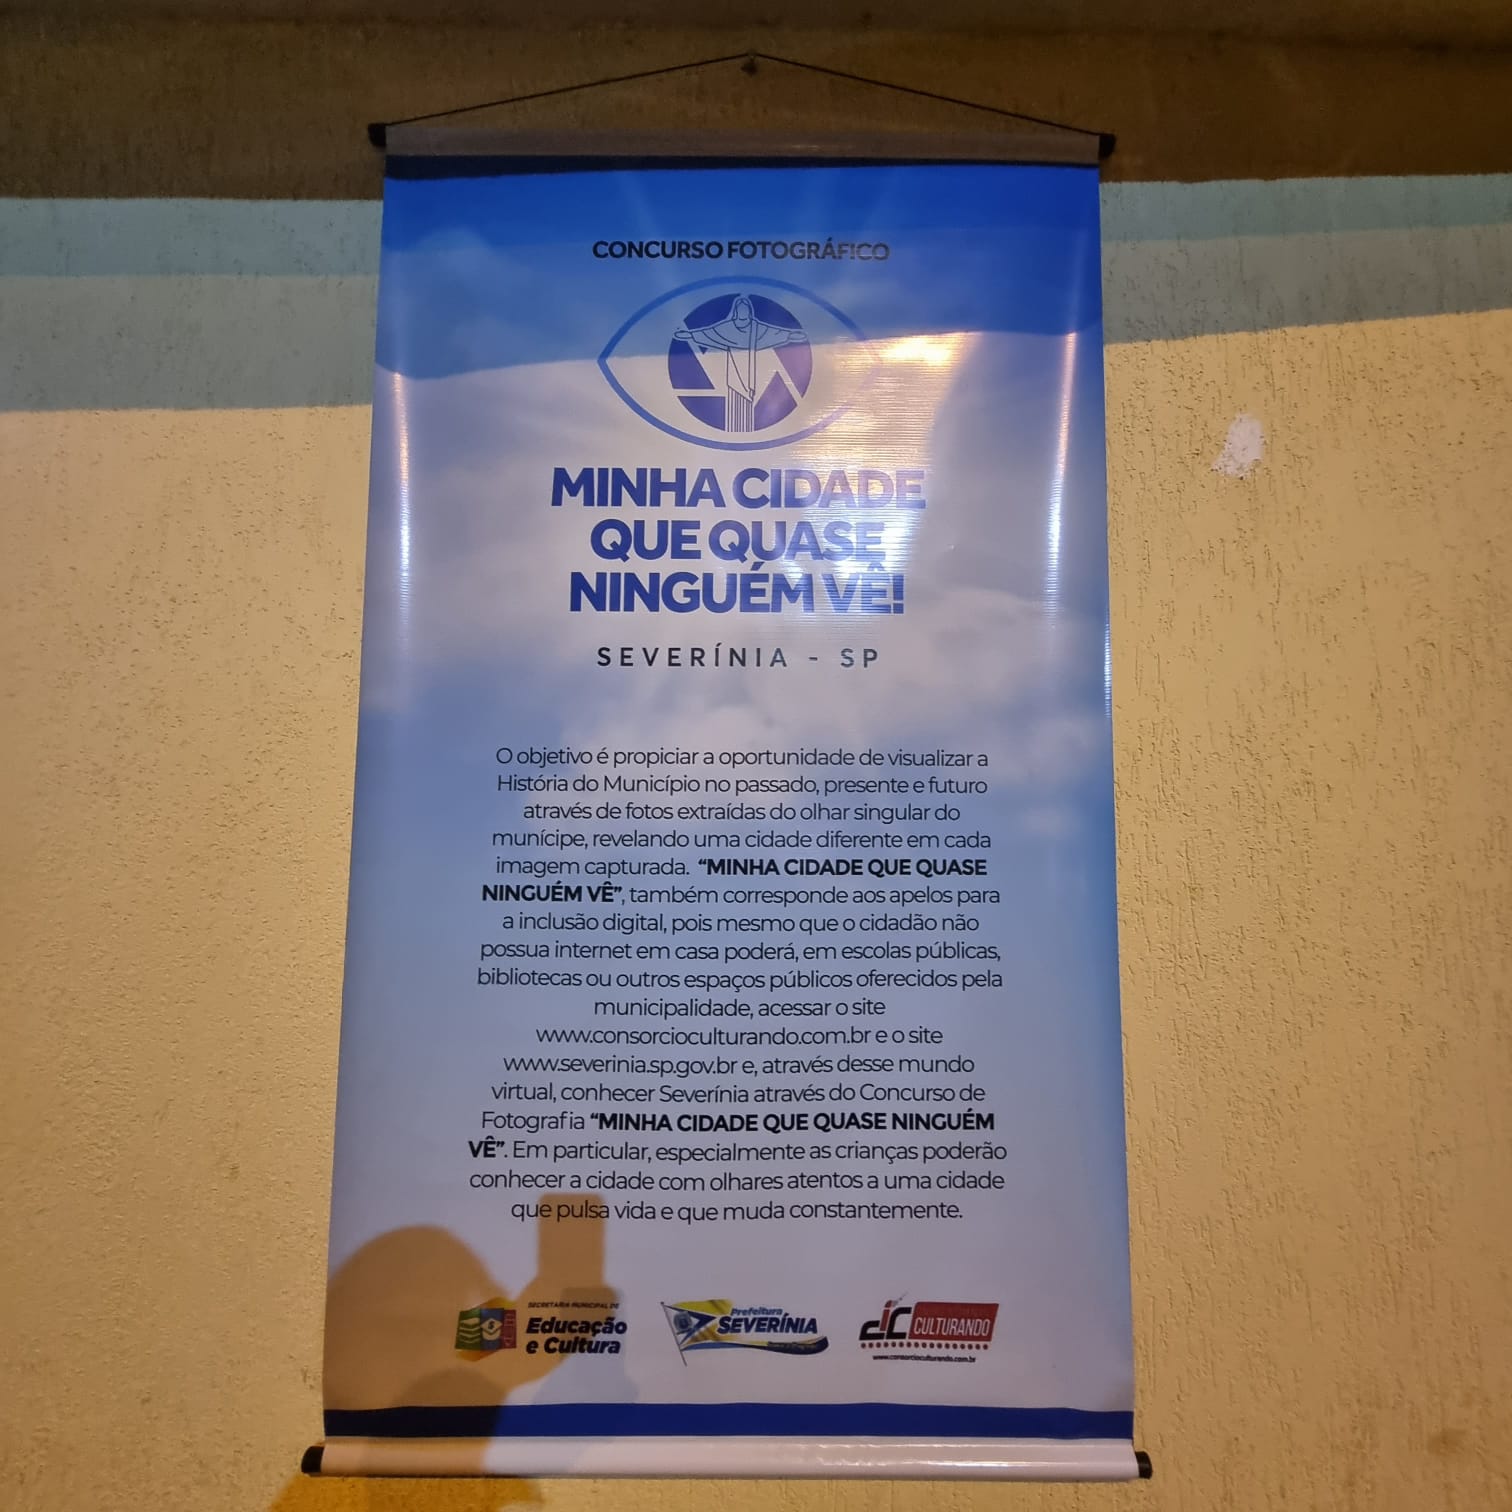 CONCURSO FOTOGRÁFICO
MINHA CIDADE
QUE QUASE
NINGUÉM VÊ!
SEVERÍNIA - SP
O objetivo é propiciar a oportunidade de visualizar a
História do Município no passado, presente e futuro
através de fotos extraídas do olhar singular do
munícipe, revelando uma cidade diferente em cada
imagem capturada. “MINHA CIDADE QUE QUASE
NINGUÉM VÊ”, também corresponde aos apelos para
a inclusão digital, pois mesmo que o cidadão não
possua internet em casa poderá, em escolas públicas,
bibliotecas ou outros espaços públicos oferecidos pela
municipalidade, acessar o site
www.consorcioculturando.com.br e o site
www.severinia.sp.gov.br e, através desse mundo
virtual, conhecer Severínia através do Concurso de
Fotografia “MINHA CIDADE QUE QUASE NINGUÉM
VÊ”. Em particular, especialmente as crianças poderão
conhecer a cidade com olhares atentos a uma cidade
que pulsa vida e que muda constantemente.
SECRETARIA MUNICIPAL DE
Educação
e Cultura
Prefeitura
SEVERÍNIA
CULTURANDO
www.consorcioculturando.com.br